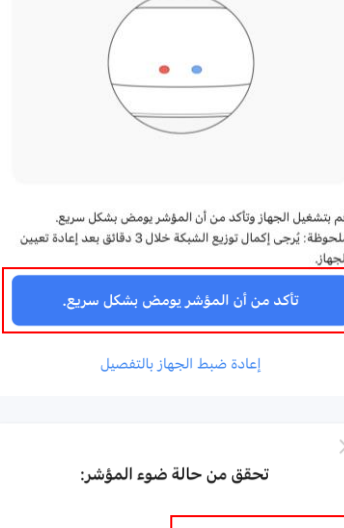 قم بتشغيل الجهاز وتأكد من أن المؤشر يومض بشكل سريع.
ملحوظة: يُرجى إكمال توزيع الشبكة خلال 3 دقائق بعد إعادة تعيين
الجهاز.
تأكد من أن المؤشر يومض بشكل سريع.
إعادة ضبط الجهاز بالتفصيل
تحقق من حالة ضوء المؤشر: